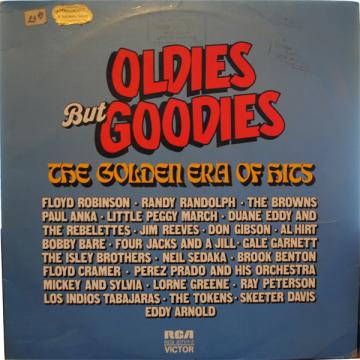 OLDIES
But GOODIES
THE GOLDEN ERA OF HITS
FLOYD ROBINSON · RANDY RANDOLPH · THE BROWNS
PAUL ANKA · LITTLE PEGGY MARCH · DUANE EDDY AND
THE REBELETTES · JIM REEVES · DON GIBSON · AL HIRT
BOBBY BARE · FOUR JACKS AND A JILL · GALE GARNETT
THE ISLEY BROTHERS · NEIL SEDAKA · BROOK BENTON
FLOYD CRAMER · PEREZ PRADO AND HIS ORCHESTRA
MICKEY AND SYLVIA · LORNE GREENE · RAY PETERSON
LOS INDIOS TABAJARAS · THE TOKENS · SKEETER DAVIS
EDDY ARNOLD
RCA
VICTOR